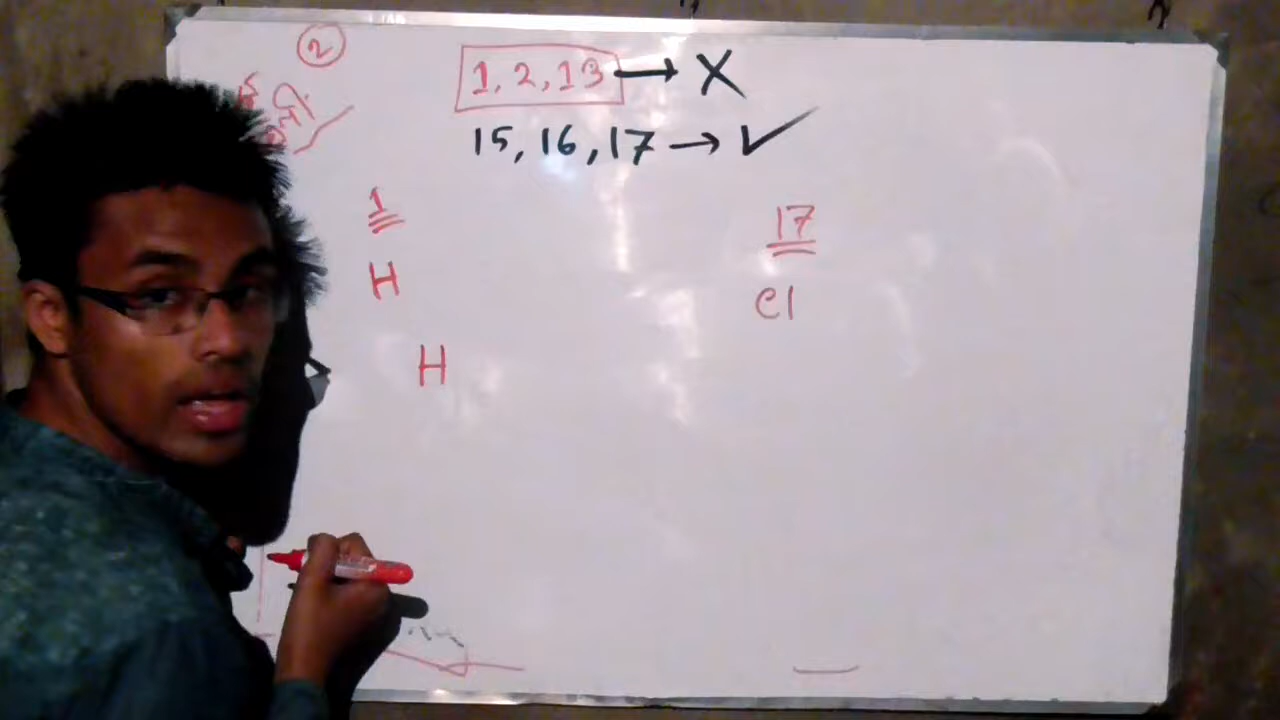 2
1, 2, 13 → X
15, 16, 17 → ✓
1
17
H
Cl
H